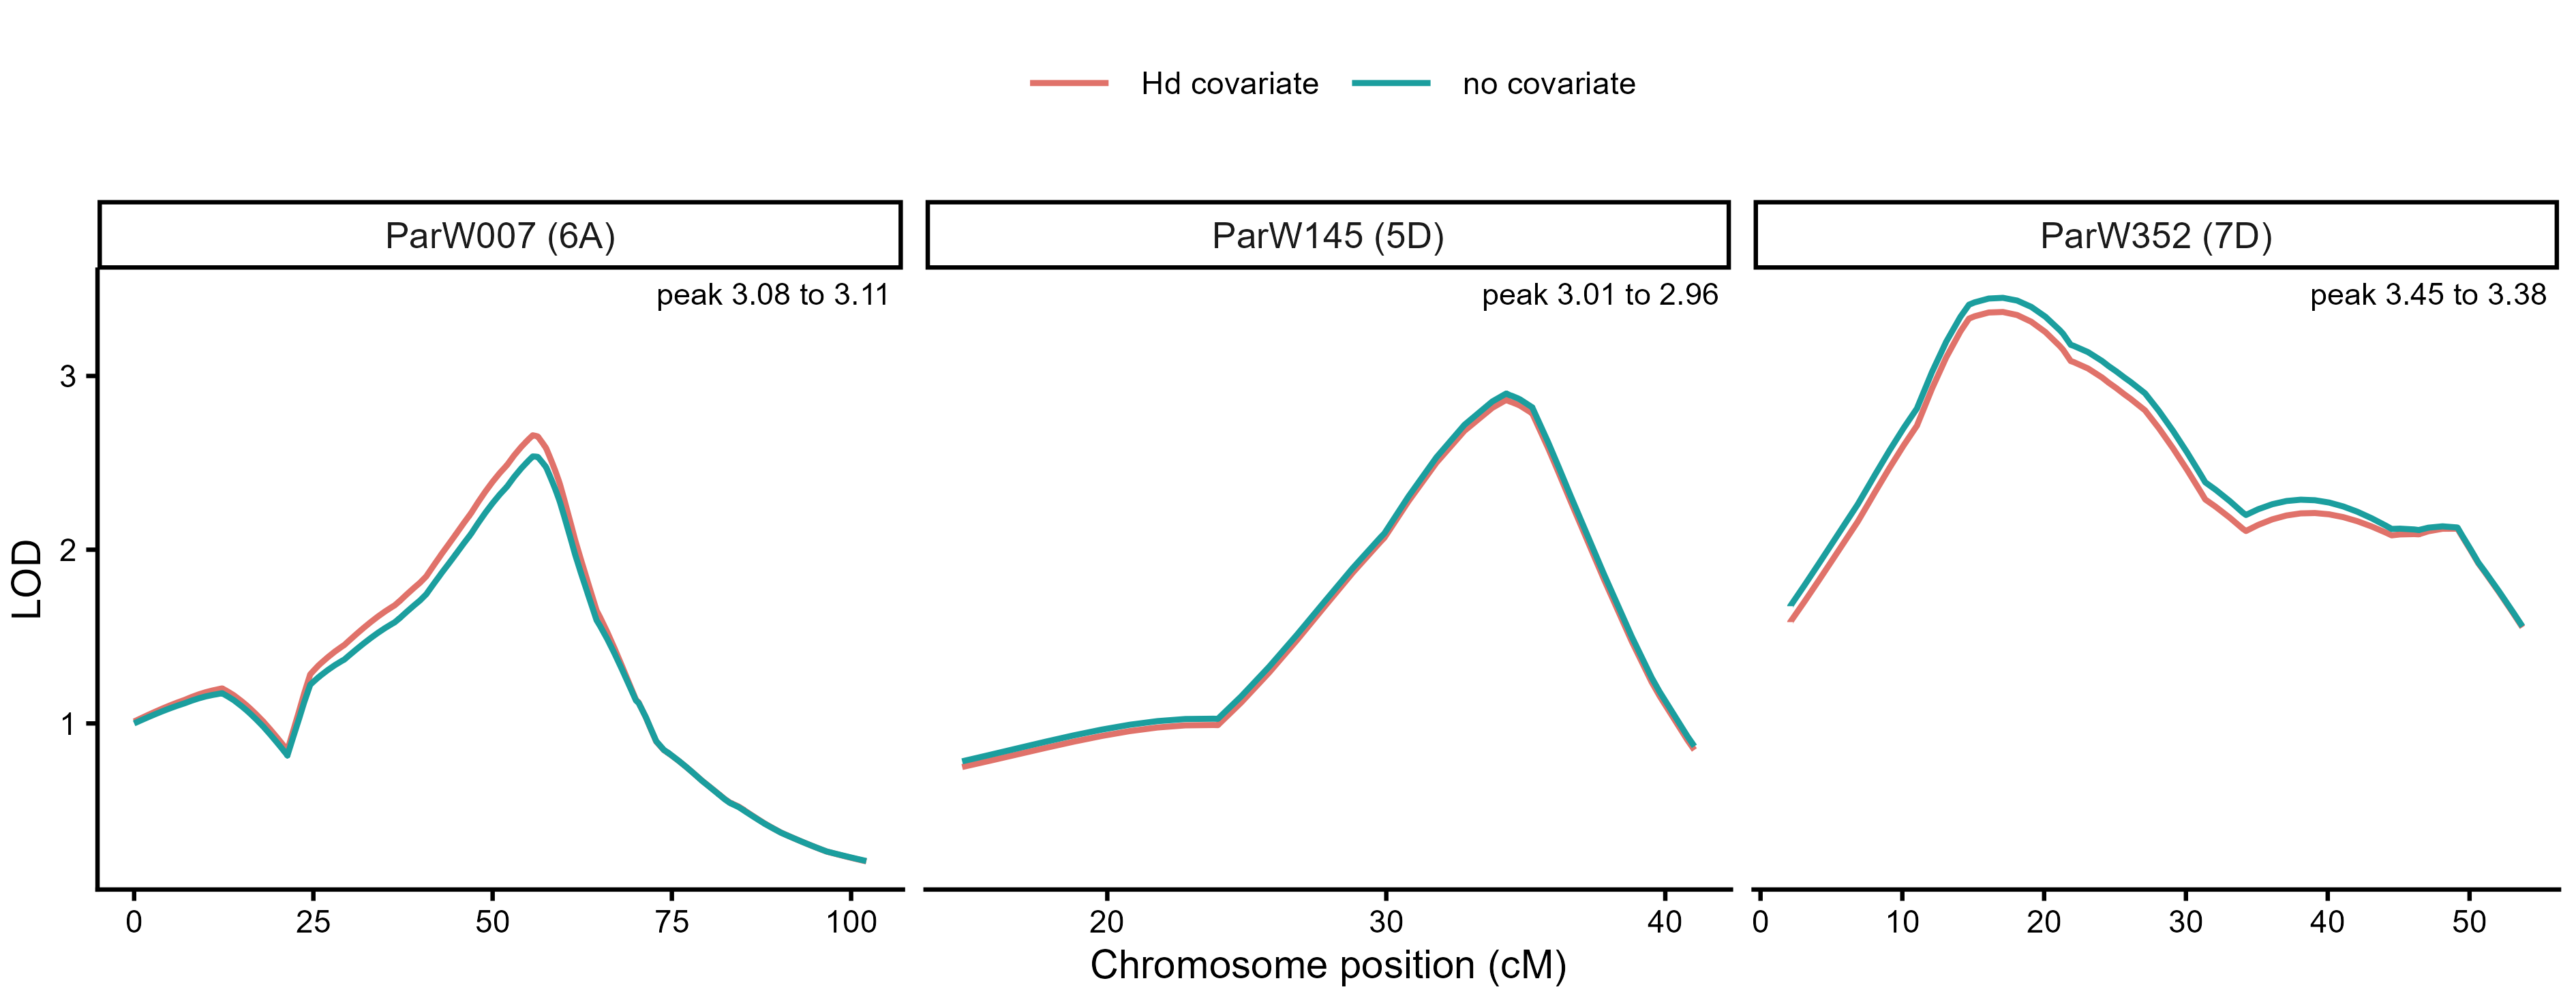 Hd covariate no covariate
ParW007 (6A) ParW145 (5D) ParW352 (7D)
peak 3.08 to 3.11 peak 3.01 to 2.96 peak 3.45 to 3.38
3
2
1
LOD
0 25 50 75 100 20 30 40 0 10 20 30 40 50
Chromosome position (cM)